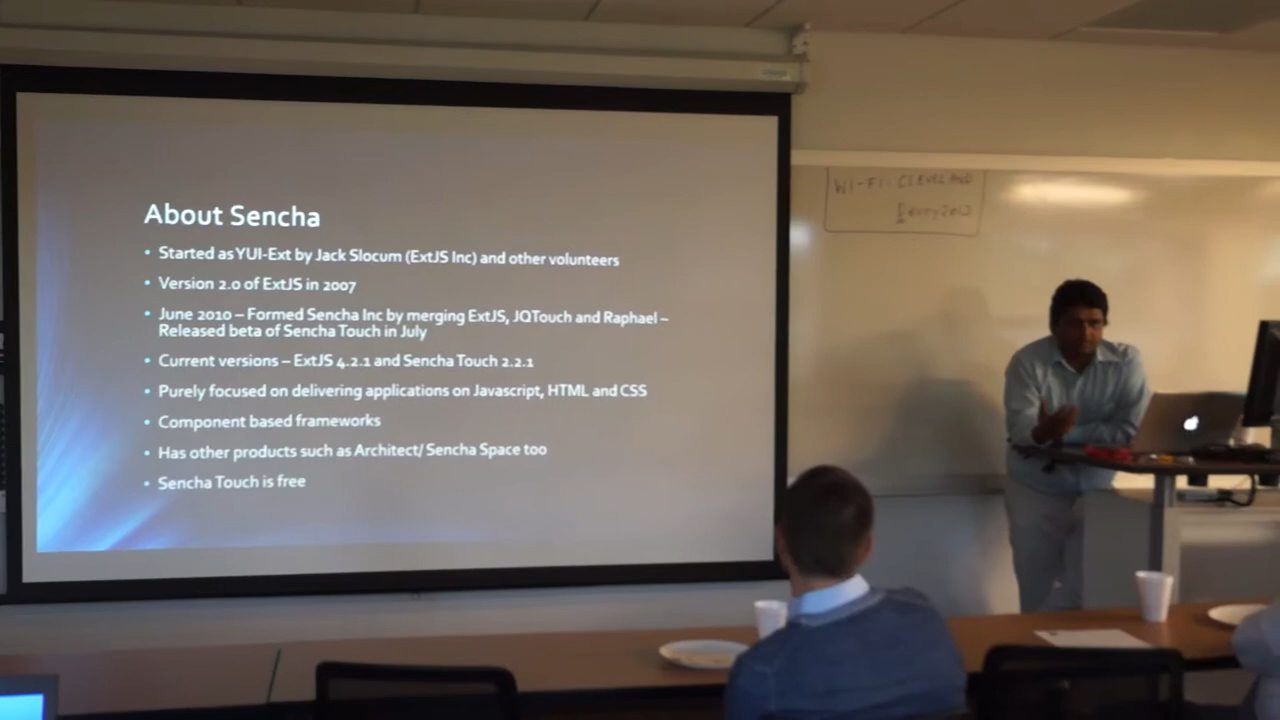 About Sencha
• Started as YUI-Ext by Jack Slocum (ExtJS Inc) and other volunteers
• Version 2.0 of ExtJS in 2007
• June 2010 – Formed Sencha Inc by merging ExtJS, JQTouch and Raphael –
Released beta of Sencha Touch in July
• Current versions – ExtJS 4.2.1 and Sencha Touch 2.2.1
• Purely focused on delivering applications on Javascript, HTML and CSS
• Component based frameworks
• Has other products such as Architect/ Sencha Space too
• Sencha Touch is free
WI-FI: CLEVELAND